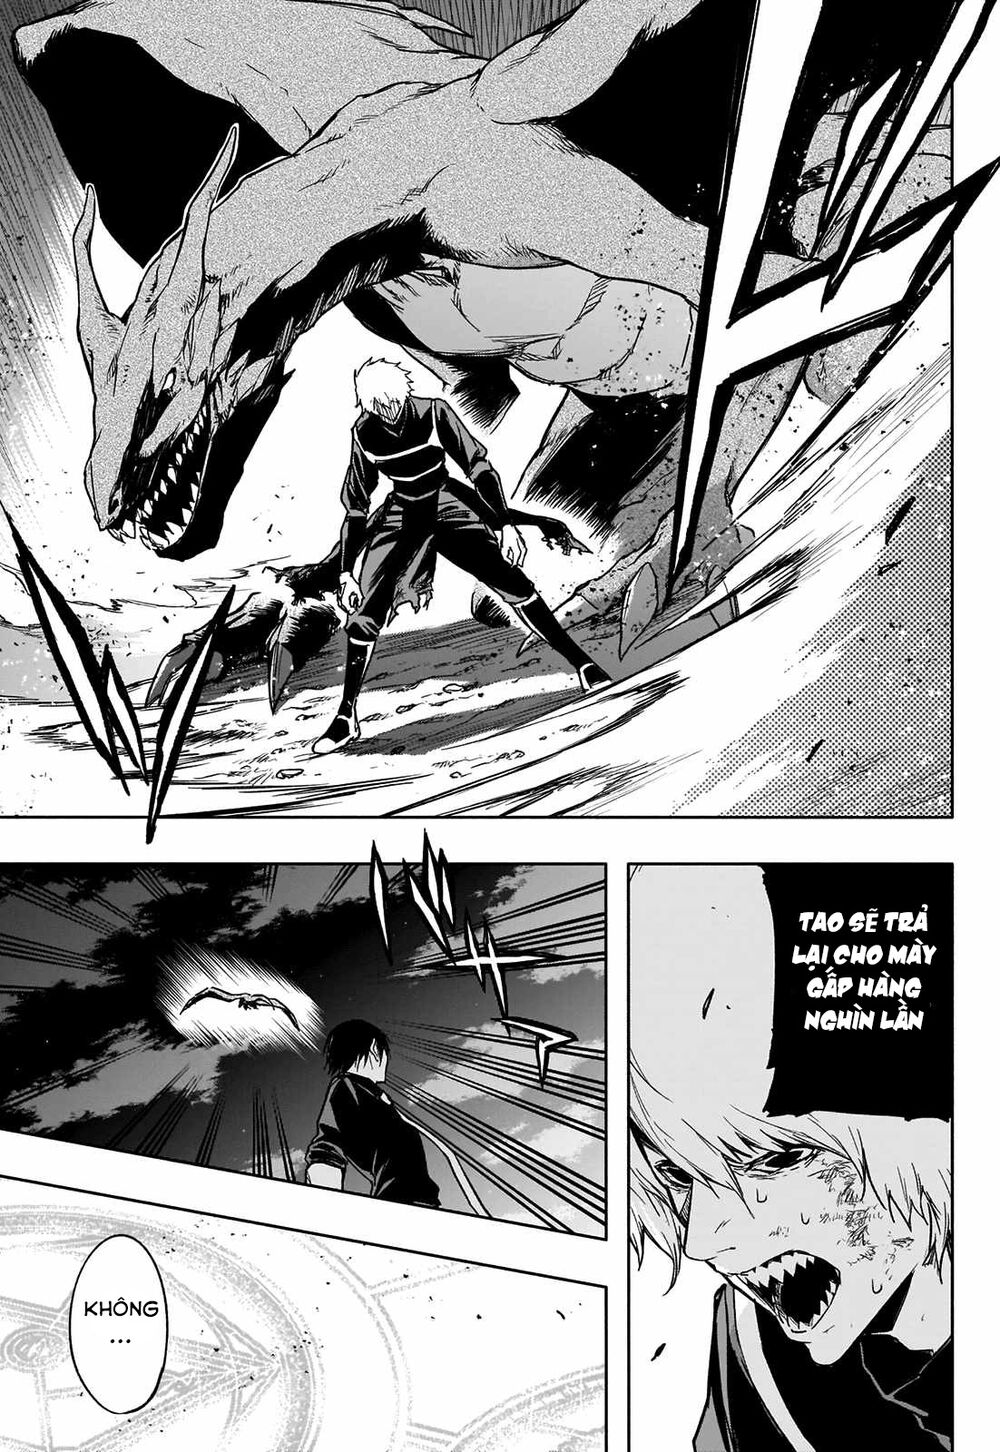 TAO SẼ TRẢ
LẠI CHO MÀY
GẤP HÀNG
NGHÌN LẦN
KHÔNG
...